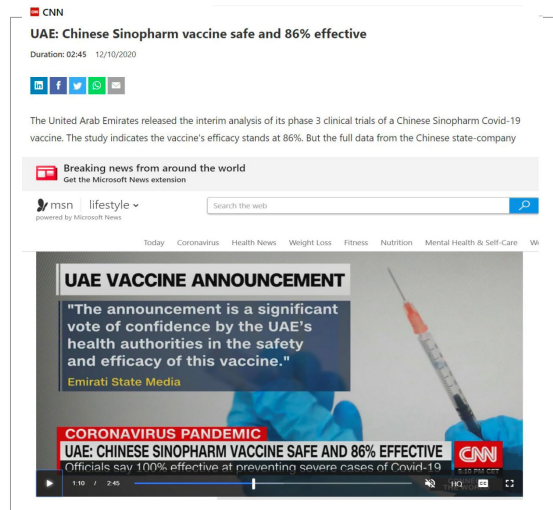 CNN CNN
UAE: Chinese Sinopharm vaccine safe and 86% effective
Duration: 02:45 12/10/2020
in f
The United Arab Emirates released the interim analysis of its phase 3 clinical trials of a Chinese Sinopharm Covid-19
vaccine. The study indicates the vaccine's efficacy stands at 86%. But the full data from the Chinese state-company
Breaking news from around the world
Get the Microsoft News extension
msn lifestyle
powered by Microsoft News
Search the web
Today Coronavirus Health News Weight Loss Fitness Nutrition Mental Health & Self-Care
UAE VACCINE ANNOUNCEMENT
"The announcement is a significant
vote of confidence by the UAE's
health authorities in the safety
and efficacy of this vaccine."
Emirati State Media
CORONAVIRUS PANDEMIC
UAE: CHINESE SINOPHARM VACCINE SAFE AND 86% EFFECTIVE
CNN
Officials say 100% effective at preventing severe cases of Covid-19
5:10 PM CET
1:10 / 2:45 HQ